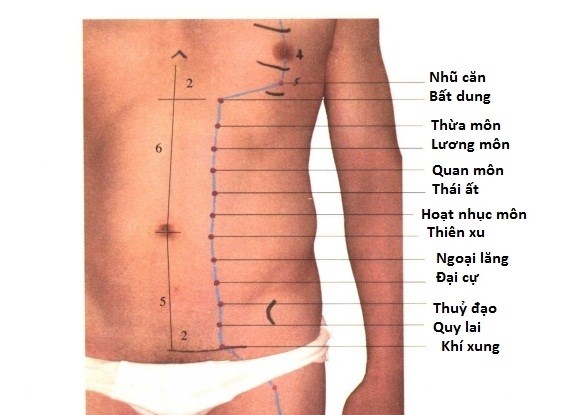 4
5
2
6
5
2
Nhũ căn
Bất dung
Thừa môn
Lương môn
Quan môn
Thái ất
Hoạt nhục môn
Thiên xu
Ngoại lăng
Đại cự
Thuỷ đạo
Quy lai
Khí xung